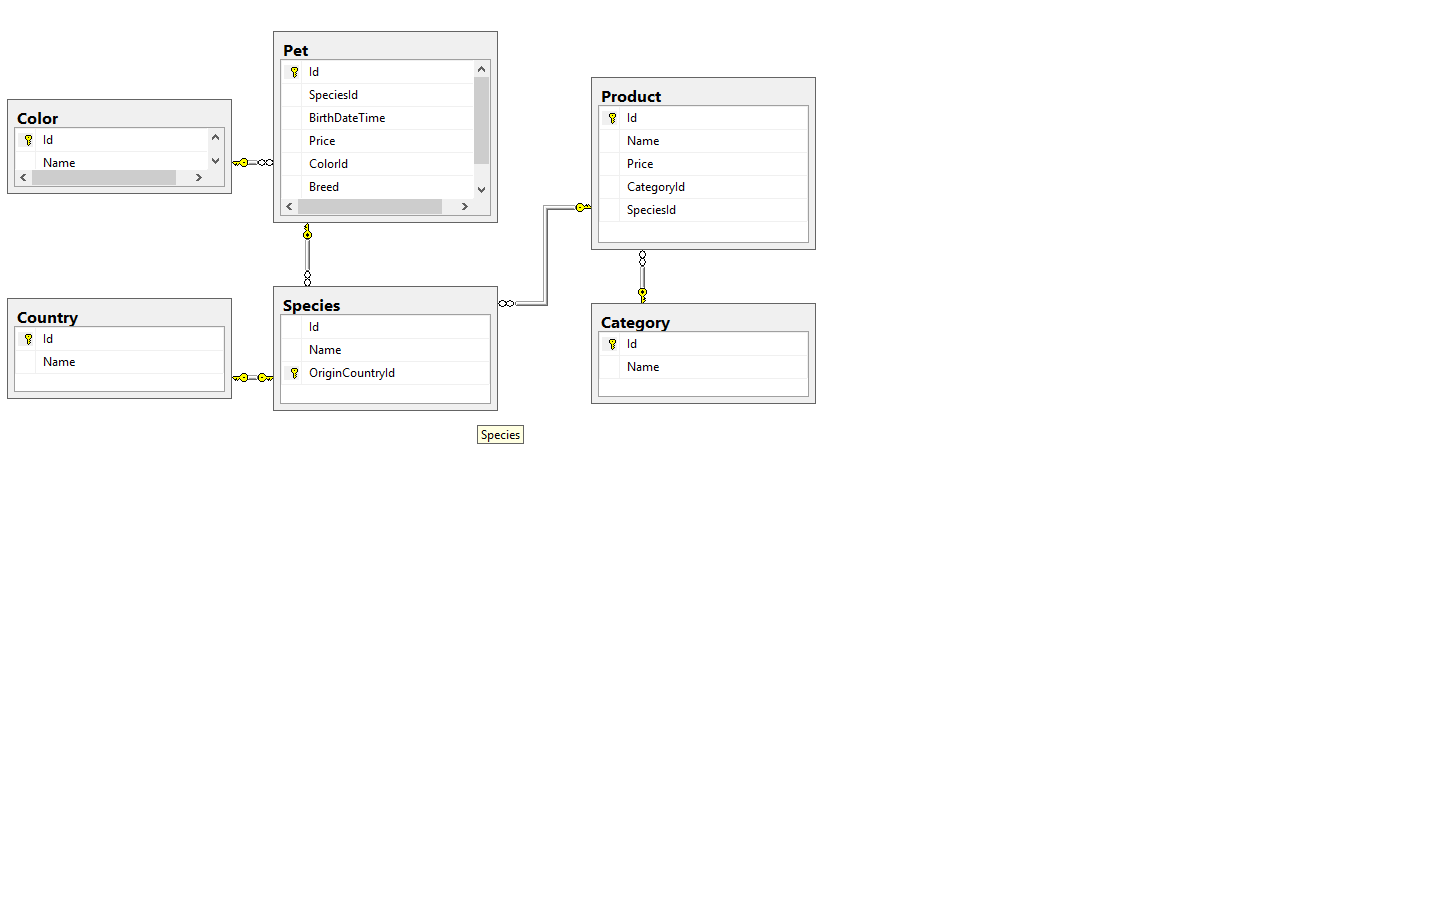 Color
Id
Name
Pet
Id
SpeciesId
BirthDateTime
Price
ColorId
Breed
Product
Id
Name
Price
CategoryId
SpeciesId
Country
Id
Name
Species
Id
Name
OriginCountryId
Category
Id
Name
Species